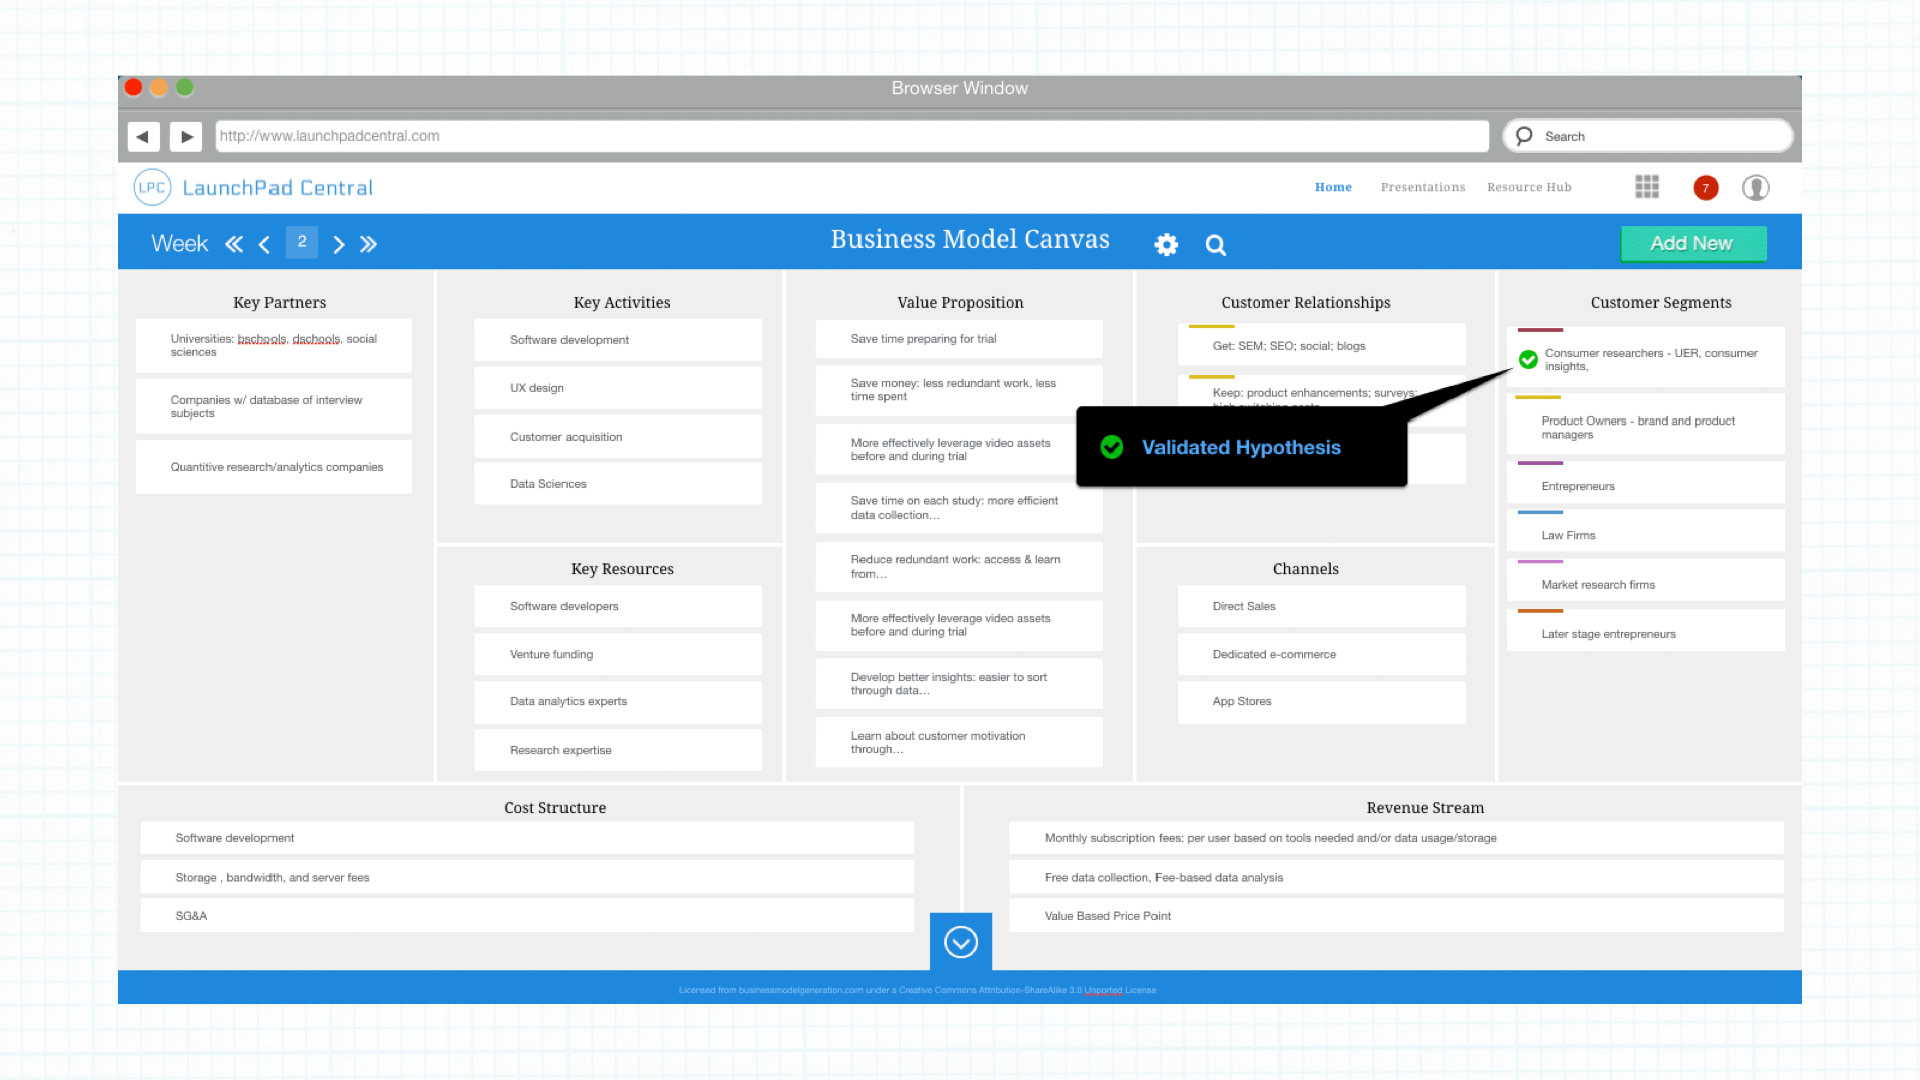 Browser Window
http://www.launchpadcentral.com
Search
LPC LaunchPad Central
Home Presentations Resource Hub 7
Week 2
Business Model Canvas
Add New
Key Partners
Universities: bschools, dschools, social
sciences
Companies w/ database of interview
subjects
Quantitive research/analytics companies
Key Activities
Software development
UX design
Customer acquisition
Data Sciences
Key Resources
Software developers
Venture funding
Data analytics experts
Research expertise
Value Proposition
Save time preparing for trial
Save money: less redundant work, less
time spent
More effectively leverage video assets
before and during trial
Save time on each study: more efficient
data collection...
Reduce redundant work: access & learn
from...
More effectively leverage video assets
before and during trial
Develop better insights: easier to sort
through data...
Learn about customer motivation
through...
Customer Relationships
Get: SEM; SEO; social; blogs
Keep: product enhancements; surveys;
Validated Hypothesis
Channels
Direct Sales
Dedicated e-commerce
App Stores
Customer Segments
Consumer researchers - UER, consumer
insights,
Product Owners - brand and product
managers
Entrepreneurs
Law Firms
Market research firms
Later stage entrepreneurs
Cost Structure
Software development
Storage , bandwidth, and server fees
SG&A
Revenue Stream
Monthly subscription fees: per user based on tools needed and/or data usage/storage
Free data collection, Fee-based data analysis
Value Based Price Point
Licensed from businessmodelgeneration.com under a Creative Commons Attribution-ShareAlike 3.0 Unported License